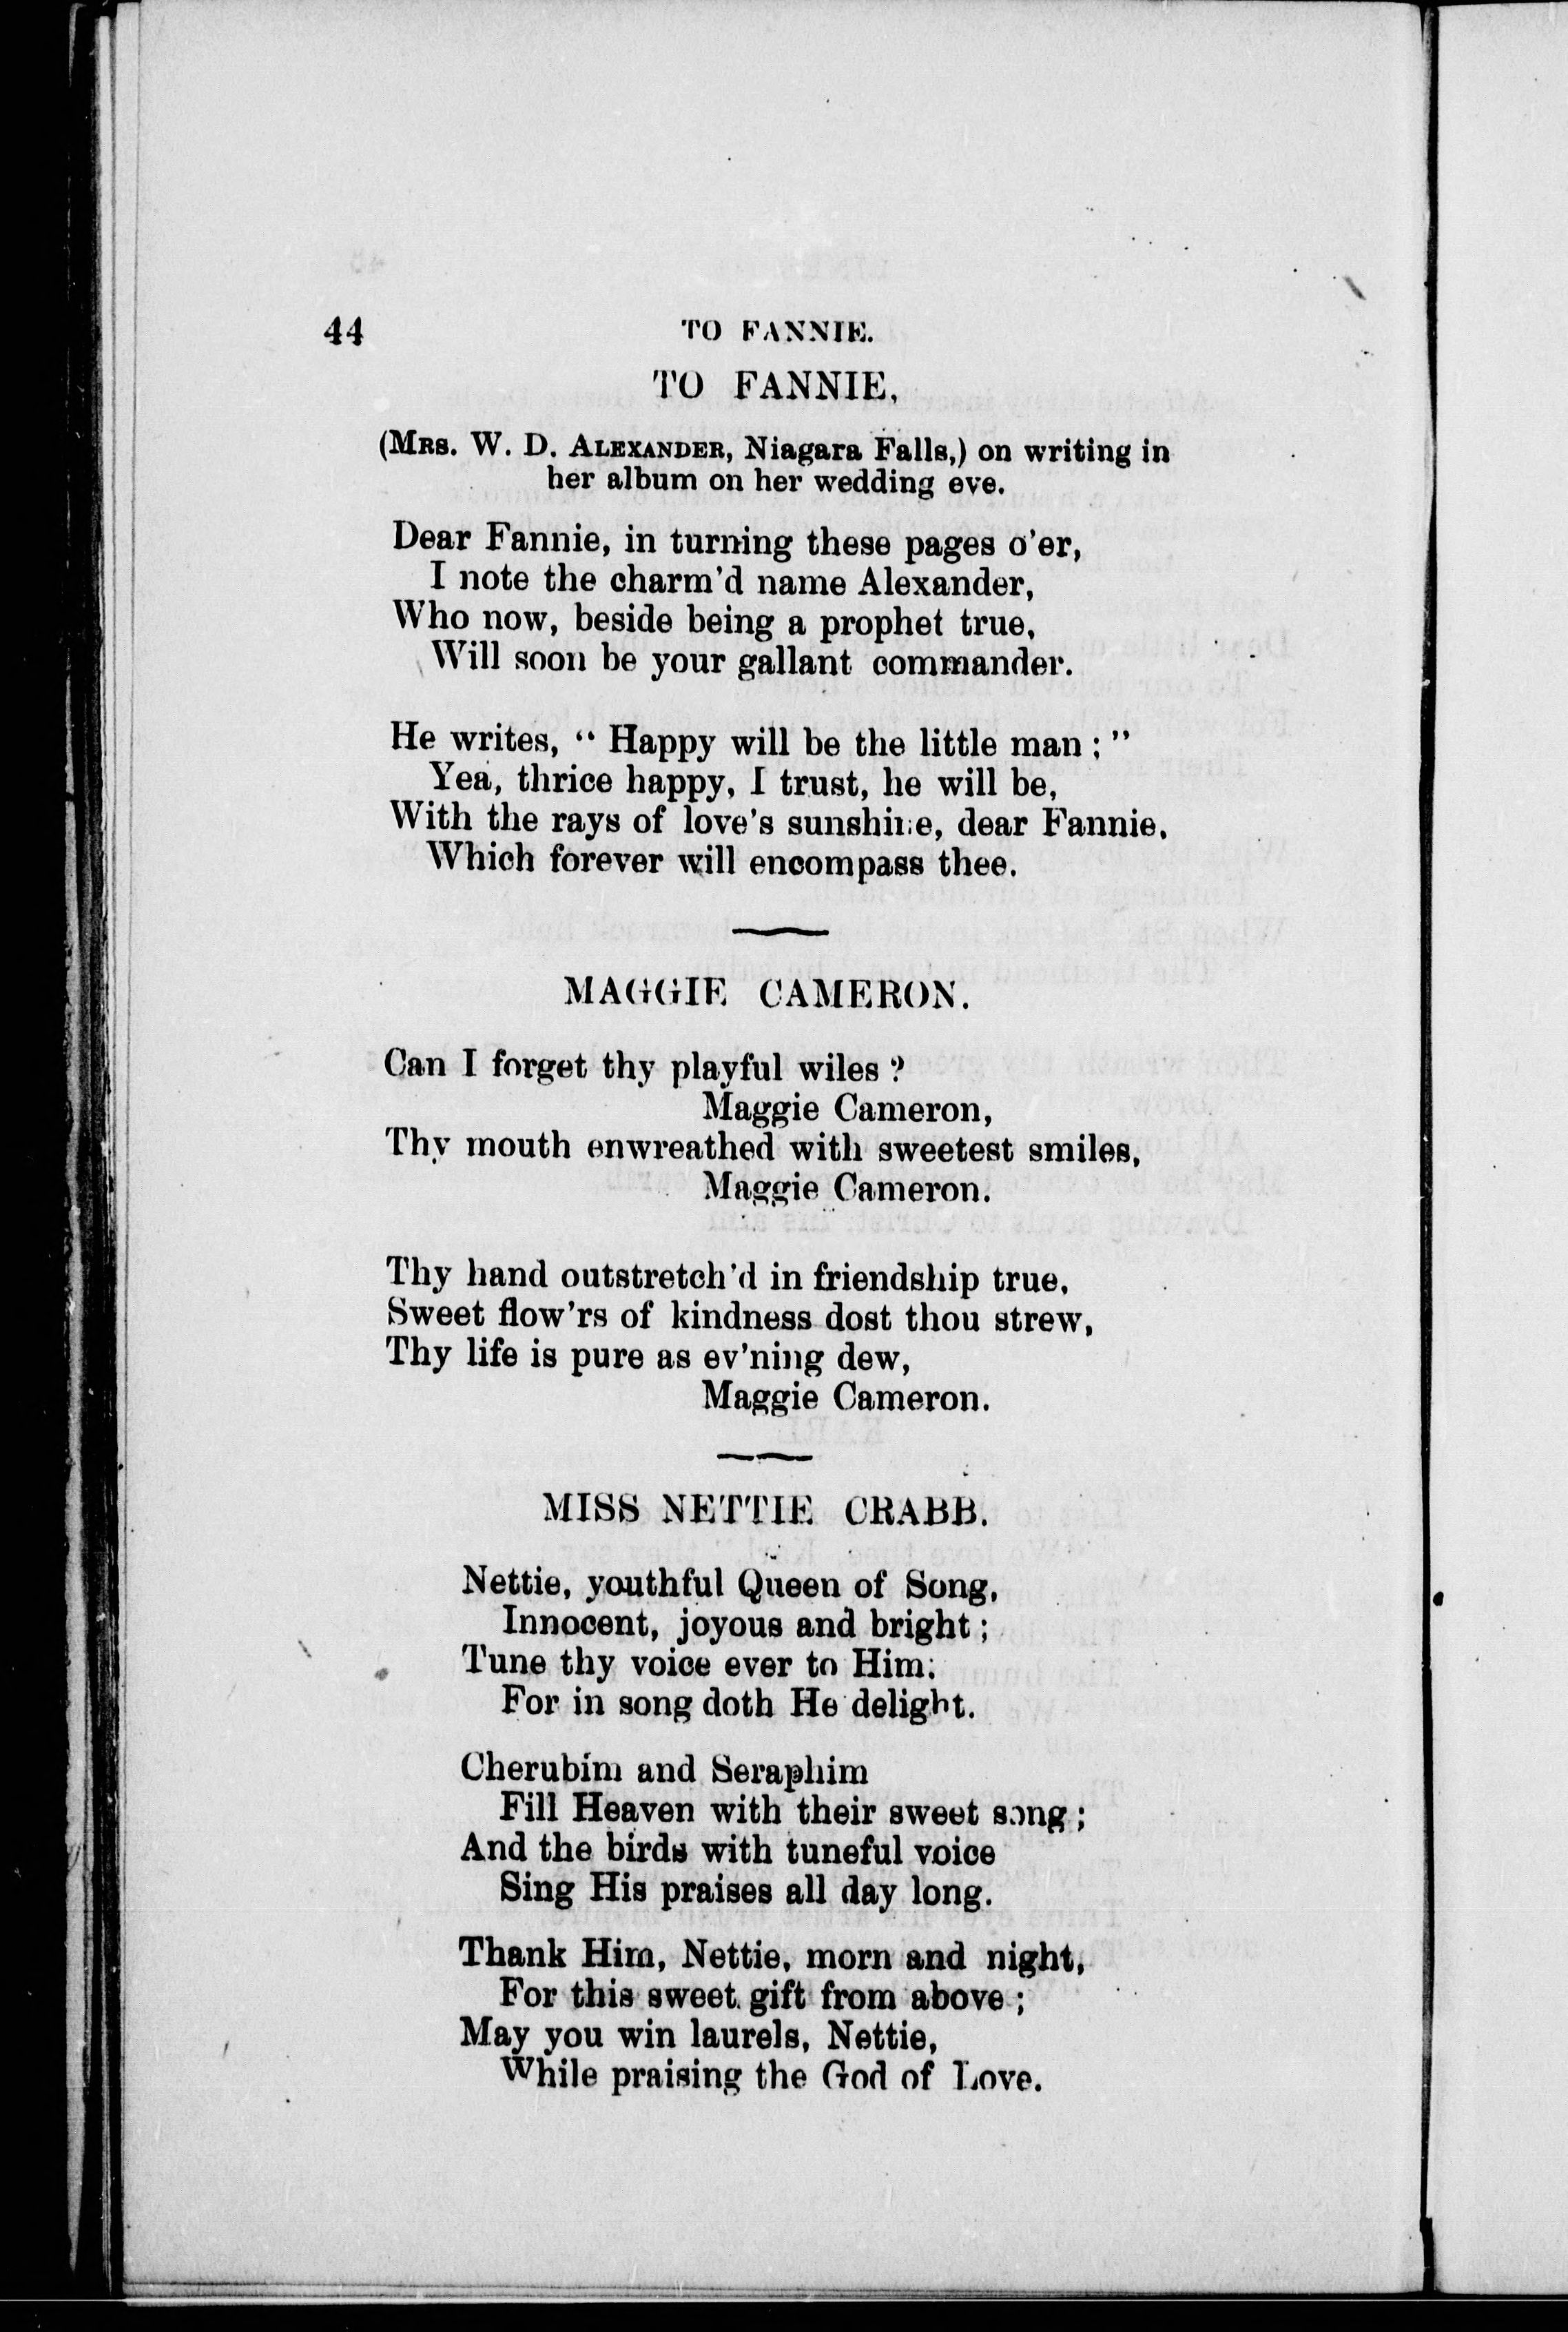 44 TO FANNIE.
TO FANNIE,
(MRS. W. D. ALEXANDER, Niagara Falls,) on writing in
her album on her wedding eve.
Dear Fannie, in turning these pages o'er,
I note the charm'd name Alexander,
Who now, beside being a prophet true,
Will soon be your gallant commander.
He writes, “ Happy will be the little man ; ”
Yea, thrice happy, I trust, he will be,
With the rays of love's sunshine, dear Fannie,
Which forever will encompass thee.
MAGGIE CAMERON.
Can I forget thy playful wiles ?
Maggie Cameron,
Thy mouth enwreathed with sweetest smiles,
Maggie Cameron.
Thy hand outstretch'd in friendship true,
Sweet flow'rs of kindness dost thou strew,
Thy life is pure as ev'ning dew,
Maggie Cameron.
MISS NETTIE CRABB.
Nettie, youthful Queen of Song,
Innocent, joyous and bright ;
Tune thy voice ever to Him,
For in song doth He delight.
Cherubim and Seraphim
Fill Heaven with their sweet song ;
And the birds with tuneful voice
Sing His praises all day long.
Thank Him, Nettie, morn and night,
For this sweet gift from above ;
May you win laurels, Nettie,
While praising the God of Love.